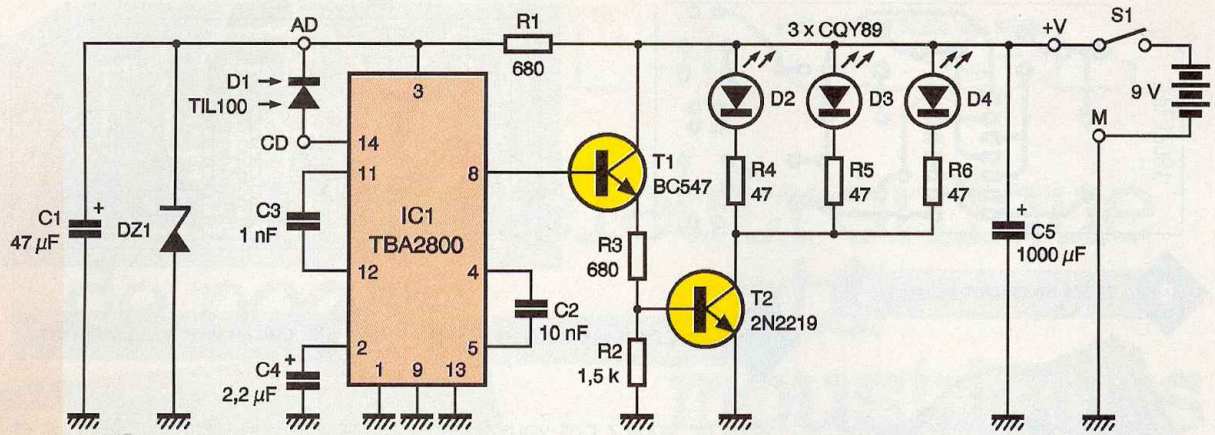 AD
R1
680
3 x CQY89
+V
S1
D1
TIL100
CD
3
D2
D3
D4
9 V
M
14
11
8
T1
BC547
R4
47
R5
47
R6
47
C1
+
47 µF
DZ1
C3
1 nF
IC1
TBA2800
12
4
R3
680
+
C5
1000 µF
C2
10 nF
T2
2N2219
2
5
C4
+
2,2 µF
1
9
13
R2
1,5 k